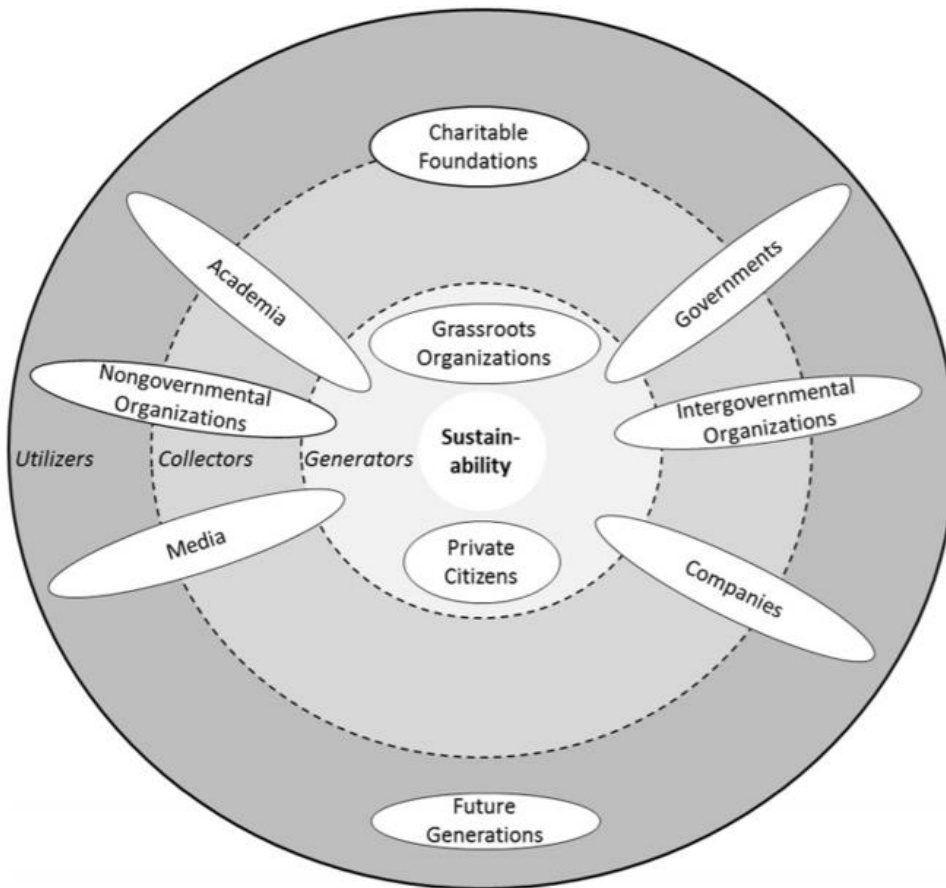 Charitable
Foundations
Academia
Governments
Grassroots
Organizations
Nongovernmental
Organizations
Intergovernmental
Organizations
Sustain-
ability
Utilizers
Collectors
Generators
Media
Private
Citizens
Companies
Future
Generations